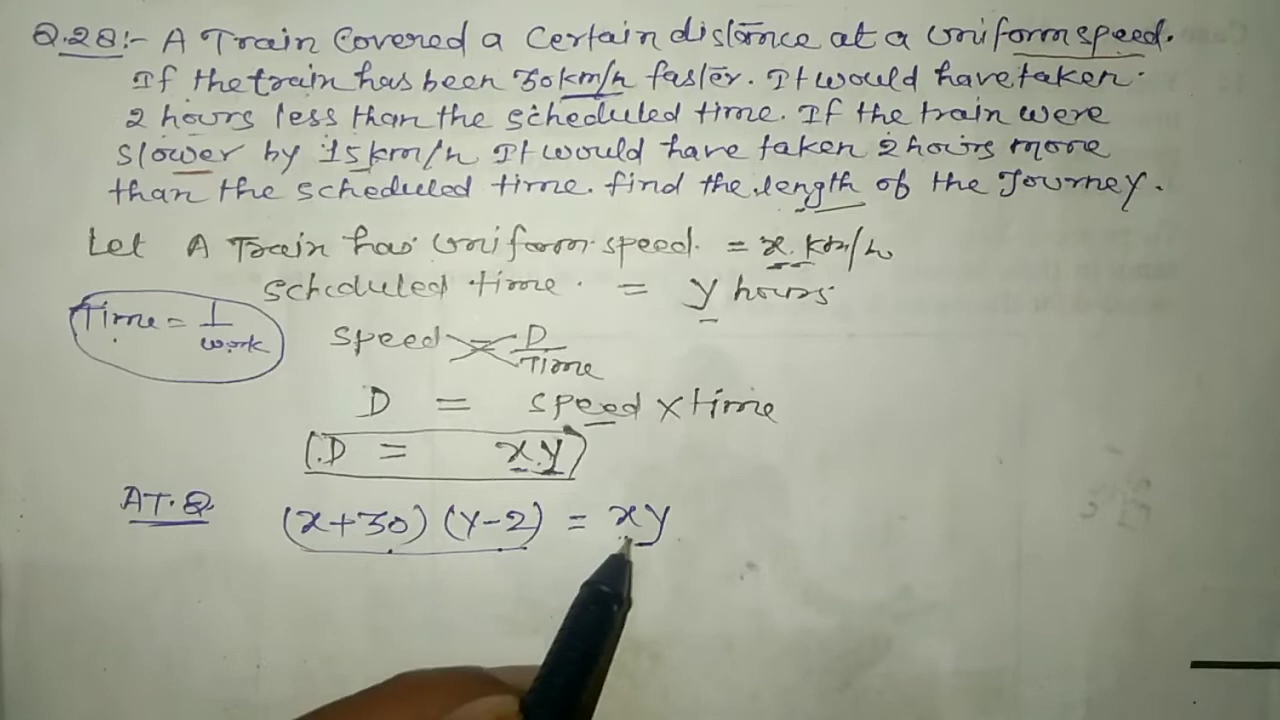 Q.28:- A Train Covered a Certain distance at a uniform speed.
If the train has been 30km/h faster. It would have taken.
2 hours less than the scheduled time. If the train were
slower by 15km/h It would have taken 2 hours more
than the scheduled time. find the length of the Journey.
Let A Train has uniform speed. = x. km/h
scheduled time. = y hours
Time = 1/work
speed = D/Time
D = speed x time
(.D = x.y)
AT.Q (x+30) (y-2) = xy